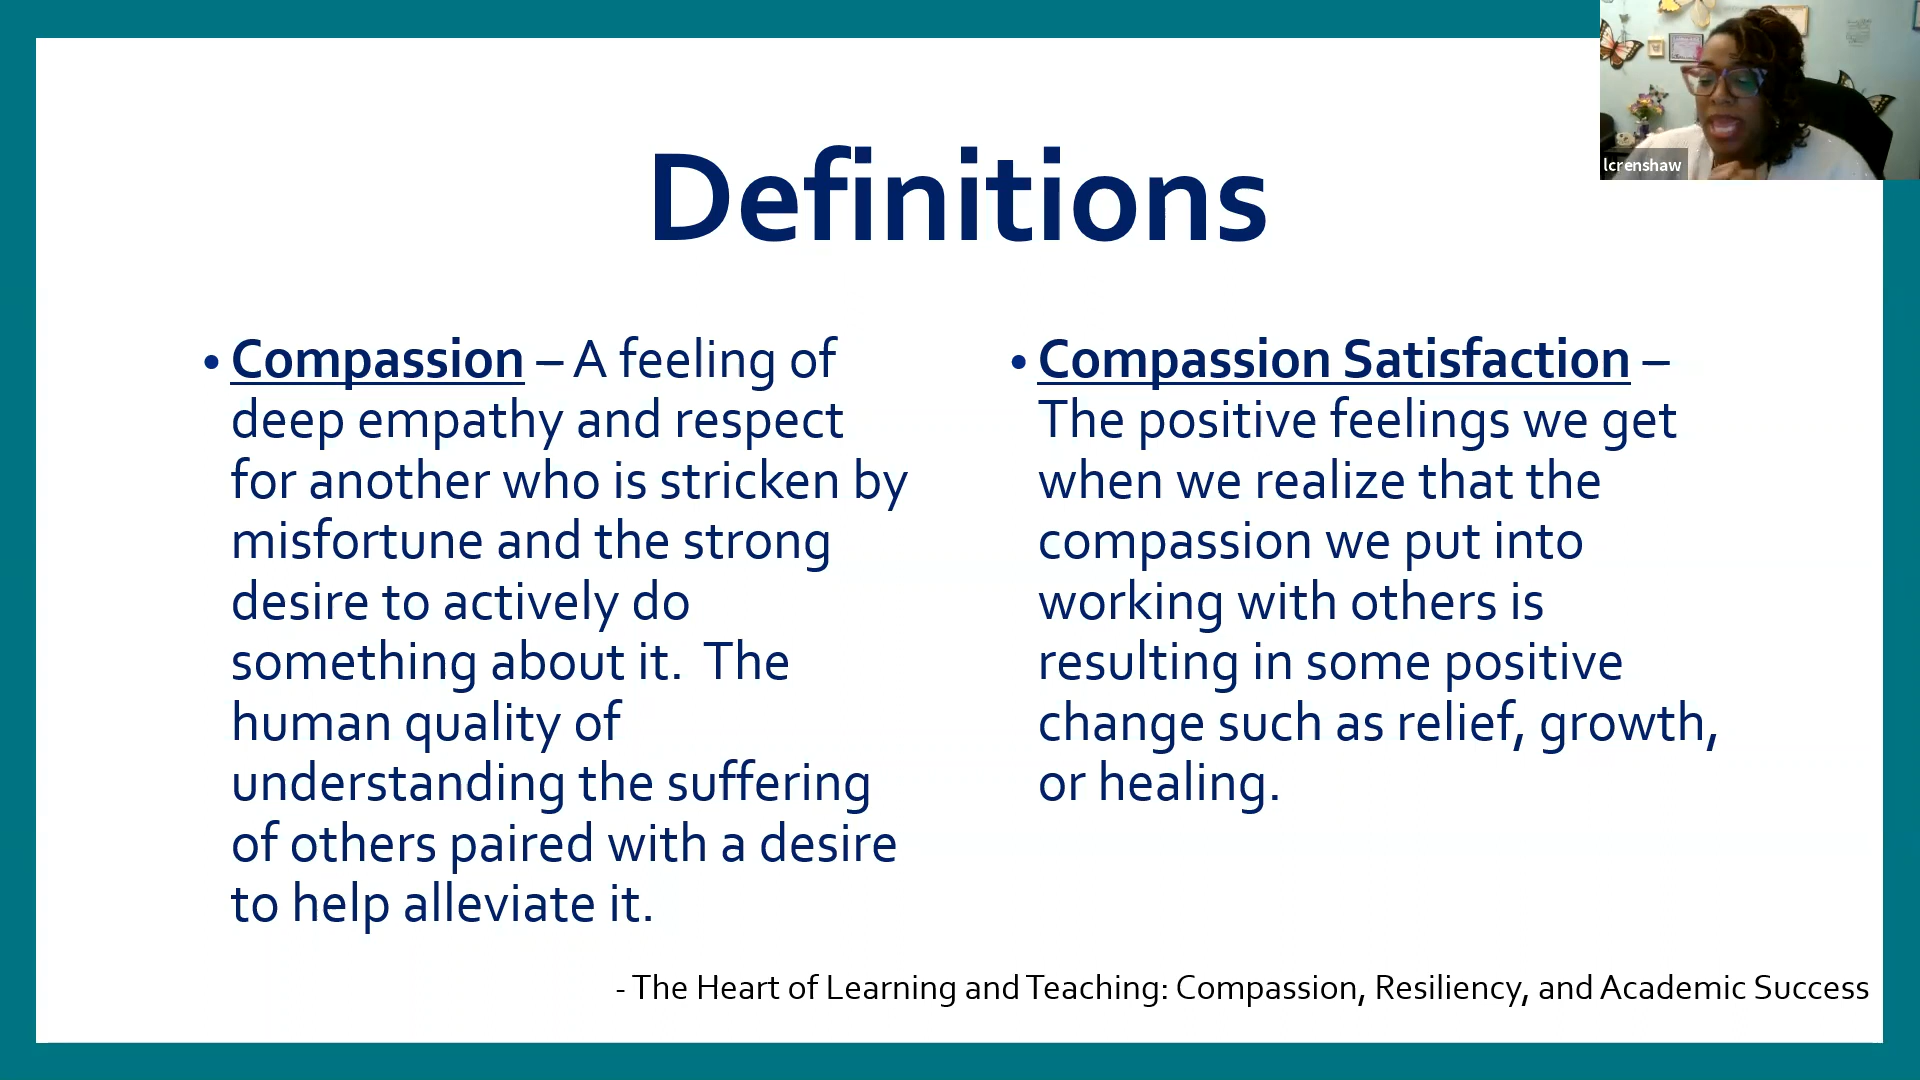 Definitions
• Compassion – A feeling of
deep empathy and respect
for another who is stricken by
misfortune and the strong
desire to actively do
something about it.  The
human quality of
understanding the suffering
of others paired with a desire
to help alleviate it.
• Compassion Satisfaction –
The positive feelings we get
when we realize that the
compassion we put into
working with others is
resulting in some positive
change such as relief, growth,
or healing.
- The Heart of Learning and Teaching: Compassion, Resiliency, and Academic Success
lcrenshaw